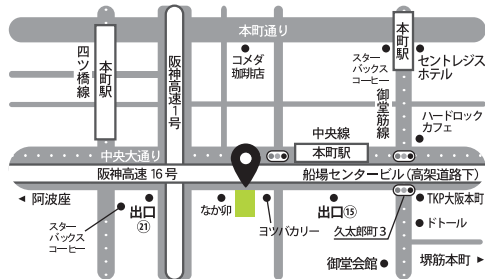 本町通り
四ツ橋線
本町駅
阪神高速1号
コメダ
珈琲店
スター
バックス
コーヒー
本町駅
セントレジス
ホテル
御堂筋線
ハードロック
カフェ
中央線
本町駅
中央大通り
阪神高速 16号
船場センタービル(高架道路下)
阿波座
スター
バックス
コーヒー
出口
㉑
なか卯
ヨツバカリー
出口⑮
久太郎町3
TKP大阪本町
ドトール
御堂会館
堺筋本町